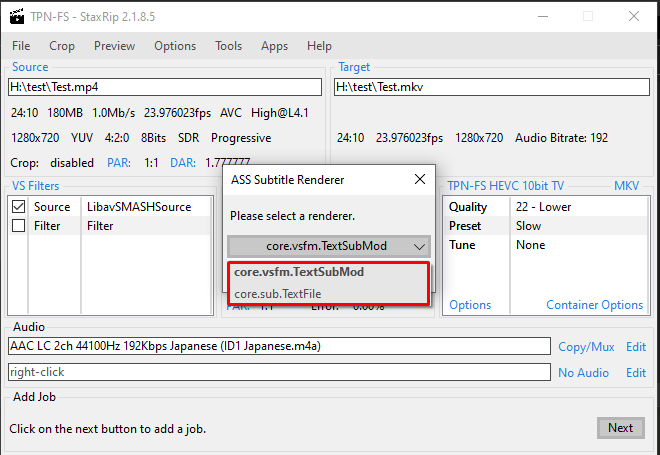 TPN-FS - StaxRip 2.1.8.5
File Crop Preview Options Tools Apps Help
Source
H:\test\Test.mp4
24:10 180MB 1.0Mb/s 23.976023fps AVC High@L4.1
1280x720 YUV 4:2:0 8Bits SDR Progressive
Crop: disabled PAR: 1:1 DAR: 1.777777
Target
H:\test\Test.mkv
24:10 23.976023fps 1280x720 Audio Bitrate: 192
VS Filters
Source LibavSMASHSource
Filter Filter
ASS Subtitle Renderer
Please select a renderer.
core.vsfm.TextSubMod
core.vsfm.TextSubMod
core.sub.TextFile
PAR: 1:1 Error: 0.00%
TPN-FS HEVC 10bit TV MKV
Quality 22 - Lower
Preset Slow
Tune None
Options Container Options
Audio
AAC LC 2ch 44100Hz 192Kbps Japanese (ID1 Japanese.m4a) Copy/Mux Edit
right-click No Audio Edit
Add Job
Click on the next button to add a job. Next